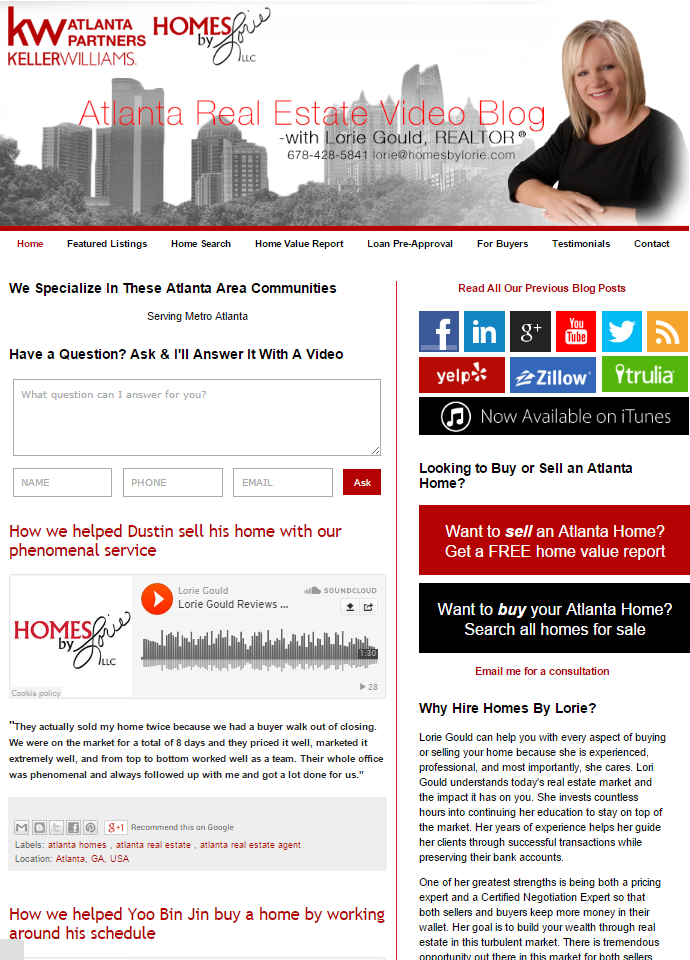 kw ATLANTA
PARTNERS
KELLERWILLIAMS.
HOMES
by Lorie
LLC
Atlanta Real Estate Video Blog
-with Lorie Gould, REALTOR®
678-428-5841 lorie@homesbylorie.com
Home Featured Listings Home Search Home Value Report Loan Pre-Approval For Buyers Testimonials Contact
We Specialize In These Atlanta Area Communities
Serving Metro Atlanta
Have a Question? Ask & I'll Answer It With A Video
What question can I answer for you?
NAME PHONE EMAIL Ask
How we helped Dustin sell his home with our
phenomenal service
Lorie Gould
SOUNDCLOUD
Lorie Gould Reviews ...
HOMES
by Lorie
LLC
1:30
Cookie policy
28
"They actually sold my home twice because we had a buyer walk out of closing.
We were on the market for a total of 8 days and they priced it well, marketed it
extremely well, and from top to bottom worked well as a team. Their whole office
was phenomenal and always followed up with me and got a lot done for us."
g+1 Recommend this on Google
Labels: atlanta homes , atlanta real estate , atlanta real estate agent
Location: Atlanta, GA, USA
How we helped Yoo Bin Jin buy a home by working
around his schedule
Read All Our Previous Blog Posts
f in g+ You
Tube
yelp Zillow trulia
Now Available on iTunes
Looking to Buy or Sell an Atlanta
Home?
Want to sell an Atlanta Home?
Get a FREE home value report
Want to buy your Atlanta Home?
Search all homes for sale
Email me for a consultation
Why Hire Homes By Lorie?
Lorie Gould can help you with every aspect of buying
or selling your home because she is experienced,
professional, and most importantly, she cares. Lori
Gould understands today's real estate market and
the impact it has on you. She invests countless
hours into continuing her education to stay on top of
the market. Her years of experience helps her guide
her clients through successful transactions while
preserving their bank accounts.
One of her greatest strengths is being both a pricing
expert and a Certified Negotiation Expert so that
both sellers and buyers keep more money in their
wallet. Her goal is to build your wealth through real
estate in this turbulent market. There is tremendous
opportunity out there in this market for both sellers